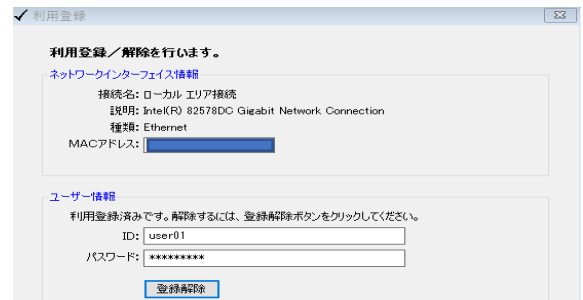 利用登録
利用登録／解除を行います。
ネットワークインターフェイス情報
接続名: ローカル エリア接続
説明: Intel(R) 82578DC Gigabit Network Connection
種類: Ethernet
MACアドレス:
ユーザー情報
利用登録済みです。解除するには、登録解除ボタンをクリックしてください。
ID: user01
パスワード: *********
登録解除